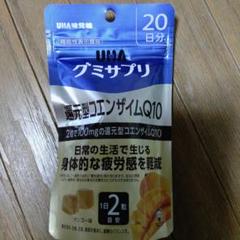 UHA味覚糖
機能性表示食品
20
日分
UHA
グミサプリ
還元型コエンザイムQ10
2粒で100mgの還元型コエンザイムQ10
日常の生活で生じる
身体的な疲労感を軽減
1日2粒
目安
マンゴー味